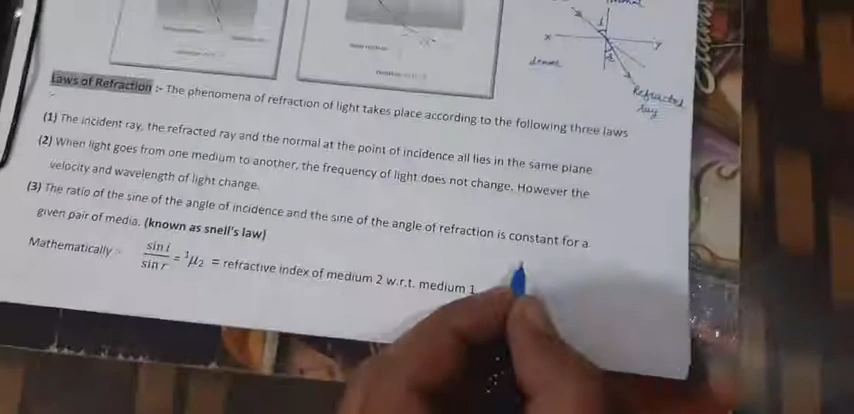 normal
i
x
y
denser
r
Refracted
ray
Laws of Refraction :- The phenomena of refraction of light takes place according to the following three laws
:-
(1) The incident ray, the refracted ray and the normal at the point of incidence all lies in the same plane
(2) When light goes from one medium to another, the frequency of light does not change. However the
velocity and wavelength of light change.
(3) The ratio of the sine of the angle of incidence and the sine of the angle of refraction is constant for a
given pair of media. (known as snell's law)
Mathematically :- sin i / sin r = ¹μ₂ = refractive index of medium 2 w.r.t. medium 1